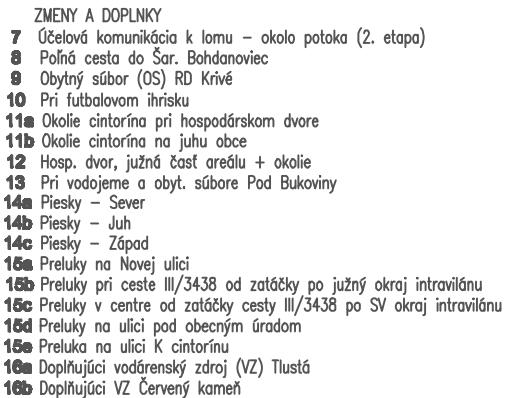 ZMENY A DOPLNKY
7 Účelová komunikácia k lomu – okolo potoka (2. etapa)
8 Poľná cesta do Šar. Bohdanoviec
9 Obytný súbor (OS) RD Krivé
10 Pri futbalovom ihrisku
11a Okolie cintorína pri hospodárskom dvore
11b Okolie cintorína na juhu obce
12 Hosp. dvor, južná časť areálu + okolie
13 Pri vodojeme a obyt. súbore Pod Bukoviny
14a Piesky – Sever
14b Piesky – Juh
14c Piesky – Západ
15a Preluky na Novej ulici
15b Preluky pri ceste III/3438 od zatáčky po južný okraj intravilánu
15c Preluky v centre od zatáčky cesty III/3438 po SV okraj intravilánu
15d Preluky na ulici pod obecným úradom
15e Preluka na ulici K cintorínu
16a Doplňujúci vodárenský zdroj (VZ) Tlustá
16b Doplňujúci VZ Červený kameň